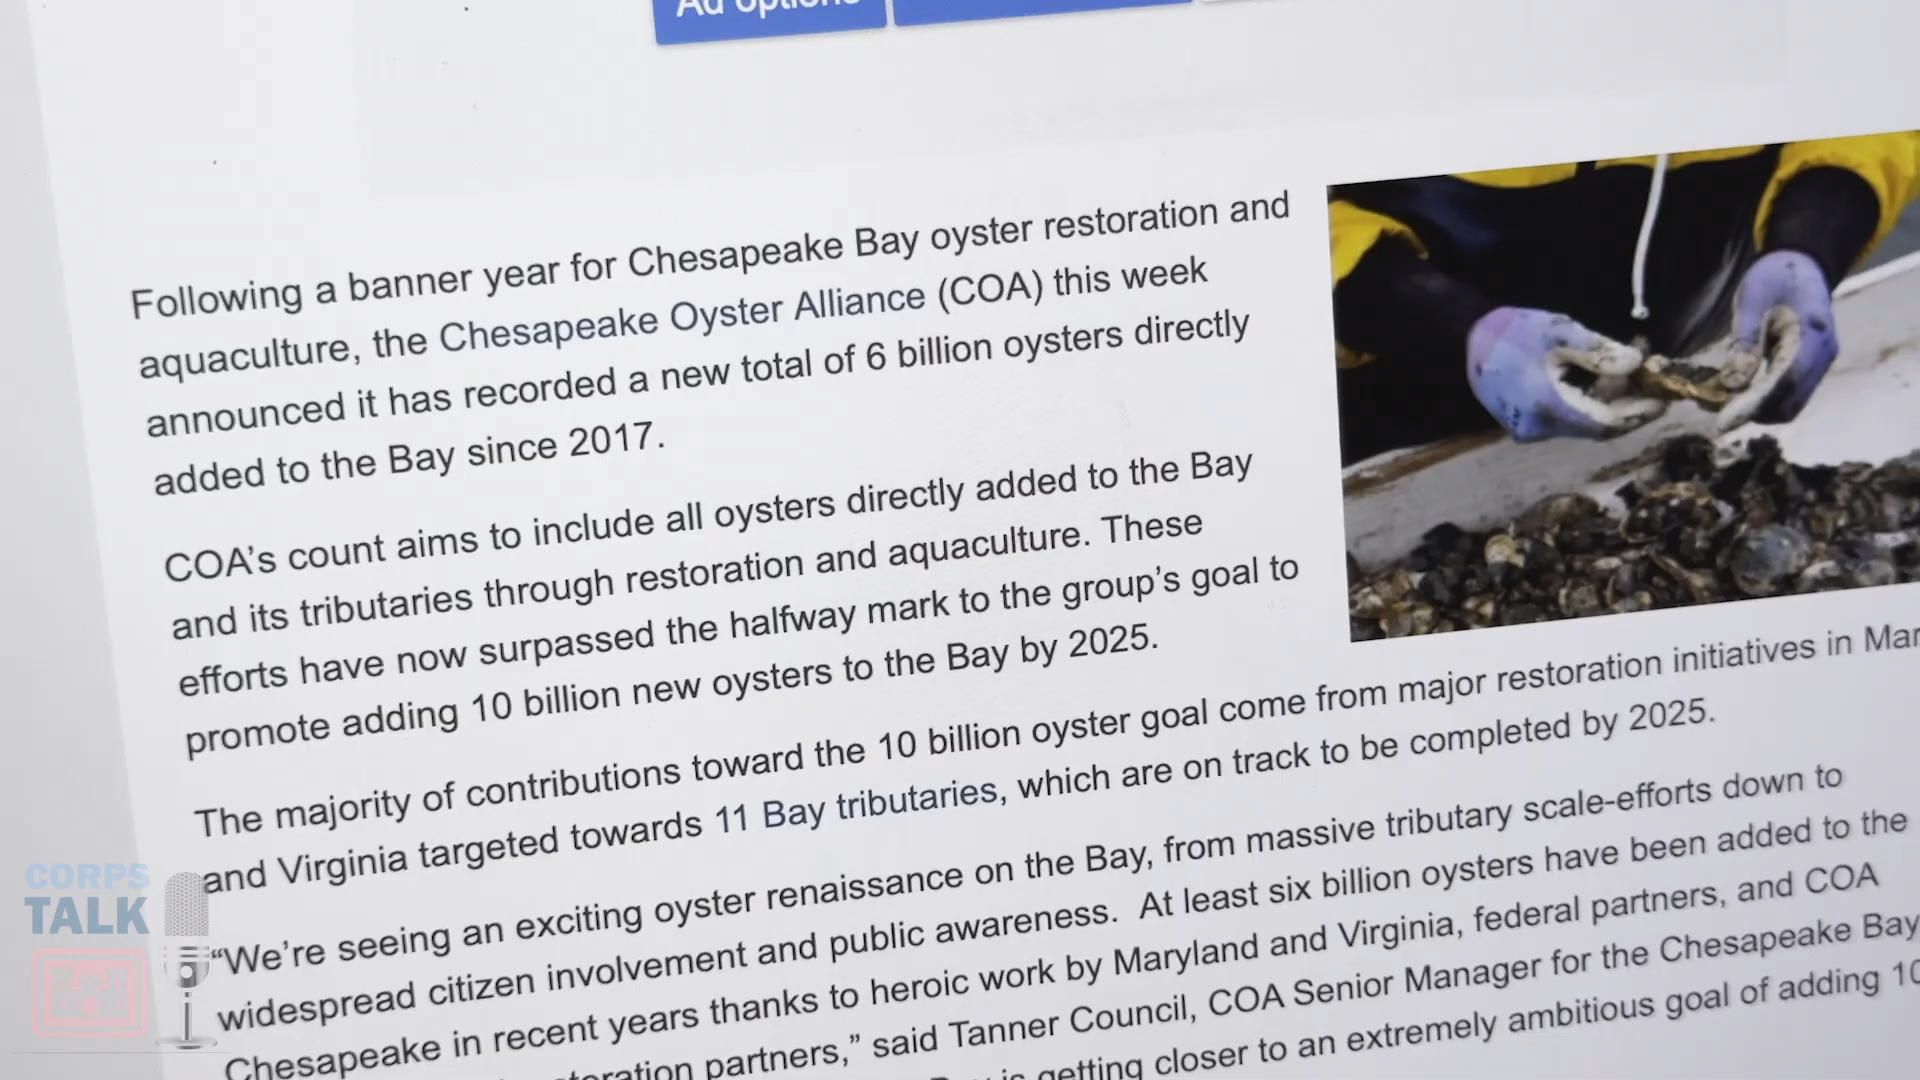 Ad options
Following a banner year for Chesapeake Bay oyster restoration and
aquaculture, the Chesapeake Oyster Alliance (COA) this week
announced it has recorded a new total of 6 billion oysters directly
added to the Bay since 2017.
COA’s count aims to include all oysters directly added to the Bay
and its tributaries through restoration and aquaculture. These
efforts have now surpassed the halfway mark to the group’s goal to
promote adding 10 billion new oysters to the Bay by 2025.
The majority of contributions toward the 10 billion oyster goal come from major restoration initiatives in
and Virginia targeted towards 11 Bay tributaries, which are on track to be completed by 2025.
“We’re seeing an exciting oyster renaissance on the Bay, from massive tributary scale-efforts down to
widespread citizen involvement and public awareness. At least six billion oysters have been added to the
Chesapeake in recent years thanks to heroic work by Maryland and Virginia, federal partners, and COA
partners,” said Tanner Council, COA Senior Manager for the Chesapeake Bay
is getting closer to an extremely ambitious goal of adding
CORPS
TALK